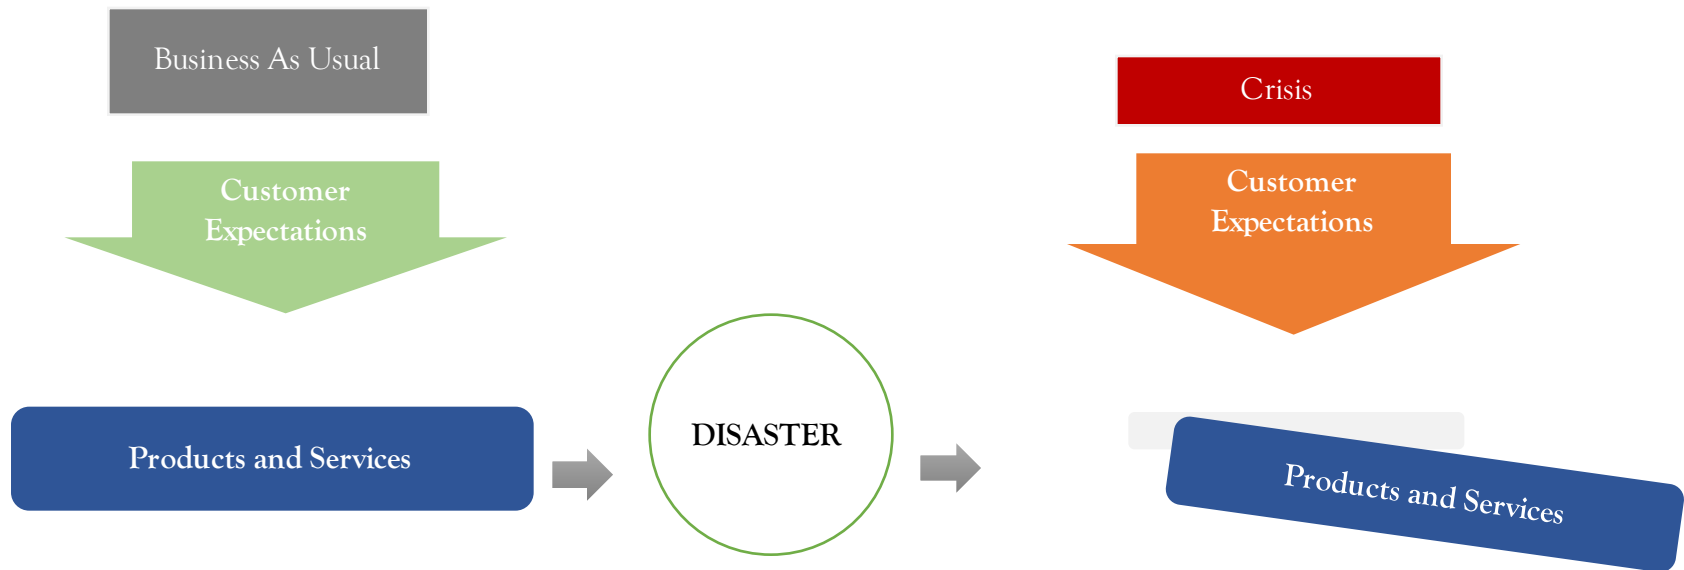 Business As Usual
Customer
Expectations
Products and Services
DISASTER
Crisis
Customer
Expectations
Products and Services